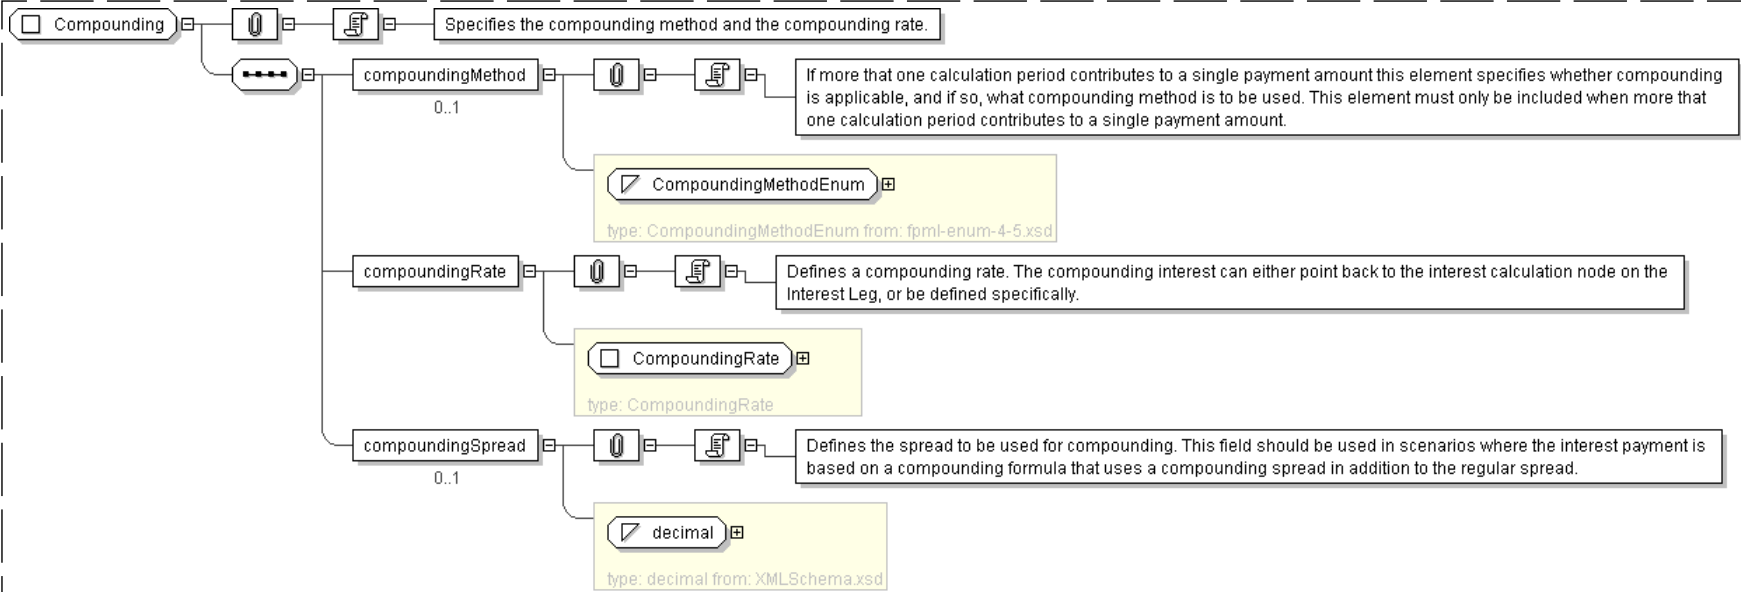 Compounding
Specifies the compounding method and the compounding rate.
compoundingMethod
0..1
If more that one calculation period contributes to a single payment amount this element specifies whether compounding
is applicable, and if so, what compounding method is to be used. This element must only be included when more that
one calculation period contributes to a single payment amount.
CompoundingMethodEnum
type: CompoundingMethodEnum from: fpml-enum-4-5.xsd
compoundingRate
Defines a compounding rate. The compounding interest can either point back to the interest calculation node on the
Interest Leg, or be defined specifically.
CompoundingRate
type: CompoundingRate
compoundingSpread
0..1
Defines the spread to be used for compounding. This field should be used in scenarios where the interest payment is
based on a compounding formula that uses a compounding spread in addition to the regular spread.
decimal
type: decimal from: XMLSchema.xsd